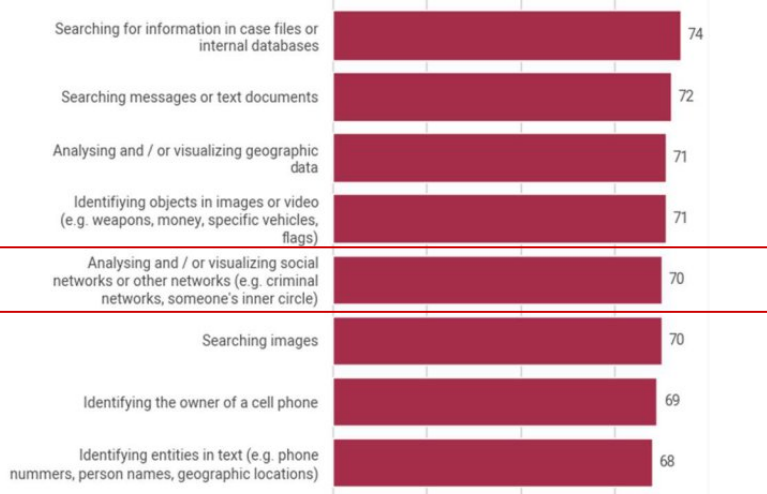 Searching for information in case files or
internal databases
74
Searching messages or text documents
72
Analysing and / or visualizing geographic
data
71
Identifiying objects in images or video
(e.g. weapons, money, specific vehicles,
flags)
71
Analysing and / or visualizing social
networks or other networks (e.g. criminal
networks, someone's inner circle)
70
Searching images
70
Identifying the owner of a cell phone
69
Identifying entities in text (e.g. phone
nummers, person names, geographic locations)
68